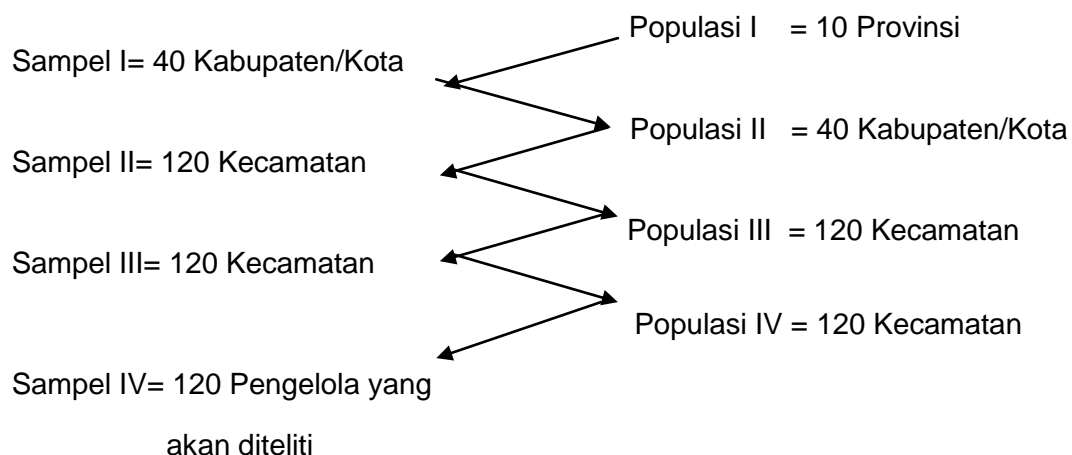 Populasi I = 10 Provinsi
Sampel I= 40 Kabupaten/Kota
Populasi II = 40 Kabupaten/Kota
Sampel II= 120 Kecamatan
Populasi III = 120 Kecamatan
Sampel III= 120 Kecamatan
Populasi IV = 120 Kecamatan
Sampel IV= 120 Pengelola yang
akan diteliti